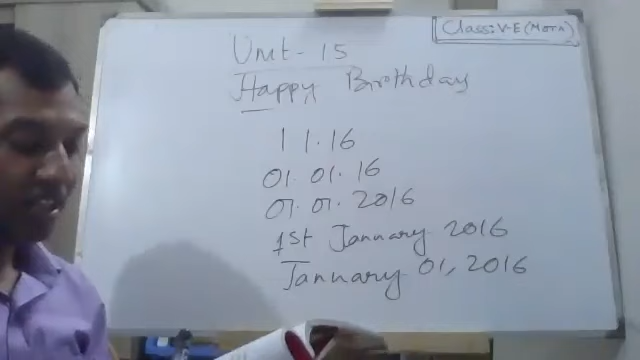 Class: V-E (Math)
Unit - 15
Happy Birthday
1 1.16
01.01.16
01.01.2016
1st January 2016
January 01, 2016